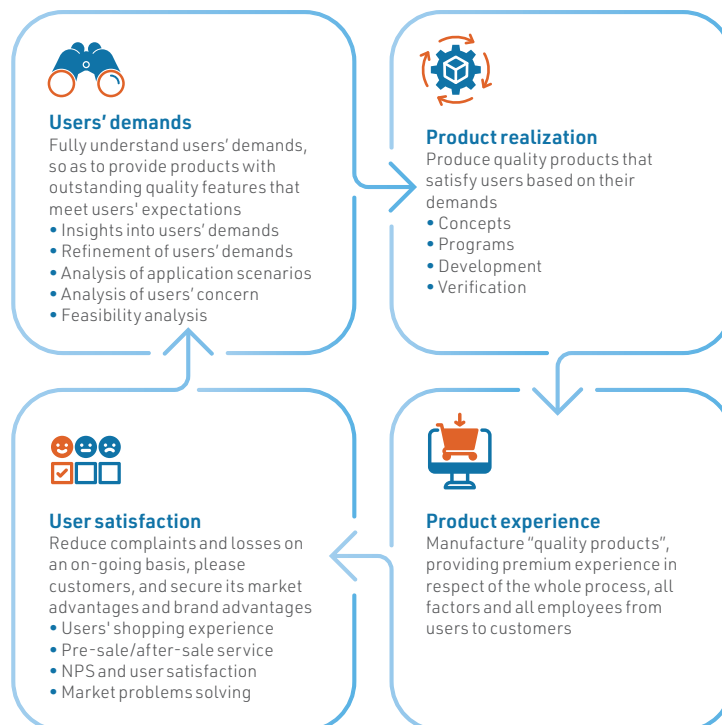 Users’ demands
Fully understand users’ demands,
so as to provide products with
outstanding quality features that
meet users' expectations
• Insights into users’ demands
• Refinement of users’ demands
• Analysis of application scenarios
• Analysis of users’ concern
• Feasibility analysis
Product realization
Produce quality products that
satisfy users based on their
demands
• Concepts
• Programs
• Development
• Verification
User satisfaction
Reduce complaints and losses on
an on-going basis, please
customers, and secure its market
advantages and brand advantages
• Users' shopping experience
• Pre-sale/after-sale service
• NPS and user satisfaction
• Market problems solving
Product experience
Manufacture “quality products”,
providing premium experience in
respect of the whole process, all
factors and all employees from
users to customers